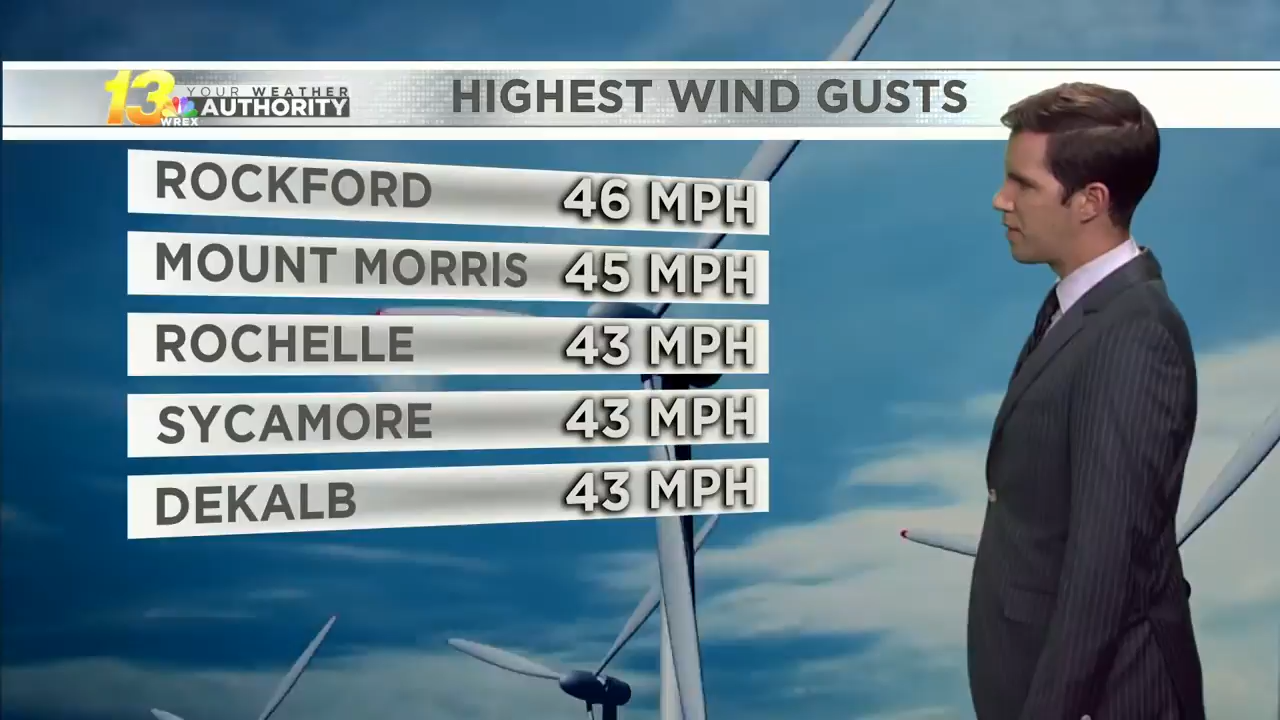 13 YOUR WEATHER
AUTHORITY
WREX
HIGHEST WIND GUSTS
ROCKFORD 46 MPH
MOUNT MORRIS 45 MPH
ROCHELLE 43 MPH
SYCAMORE 43 MPH
DEKALB 43 MPH